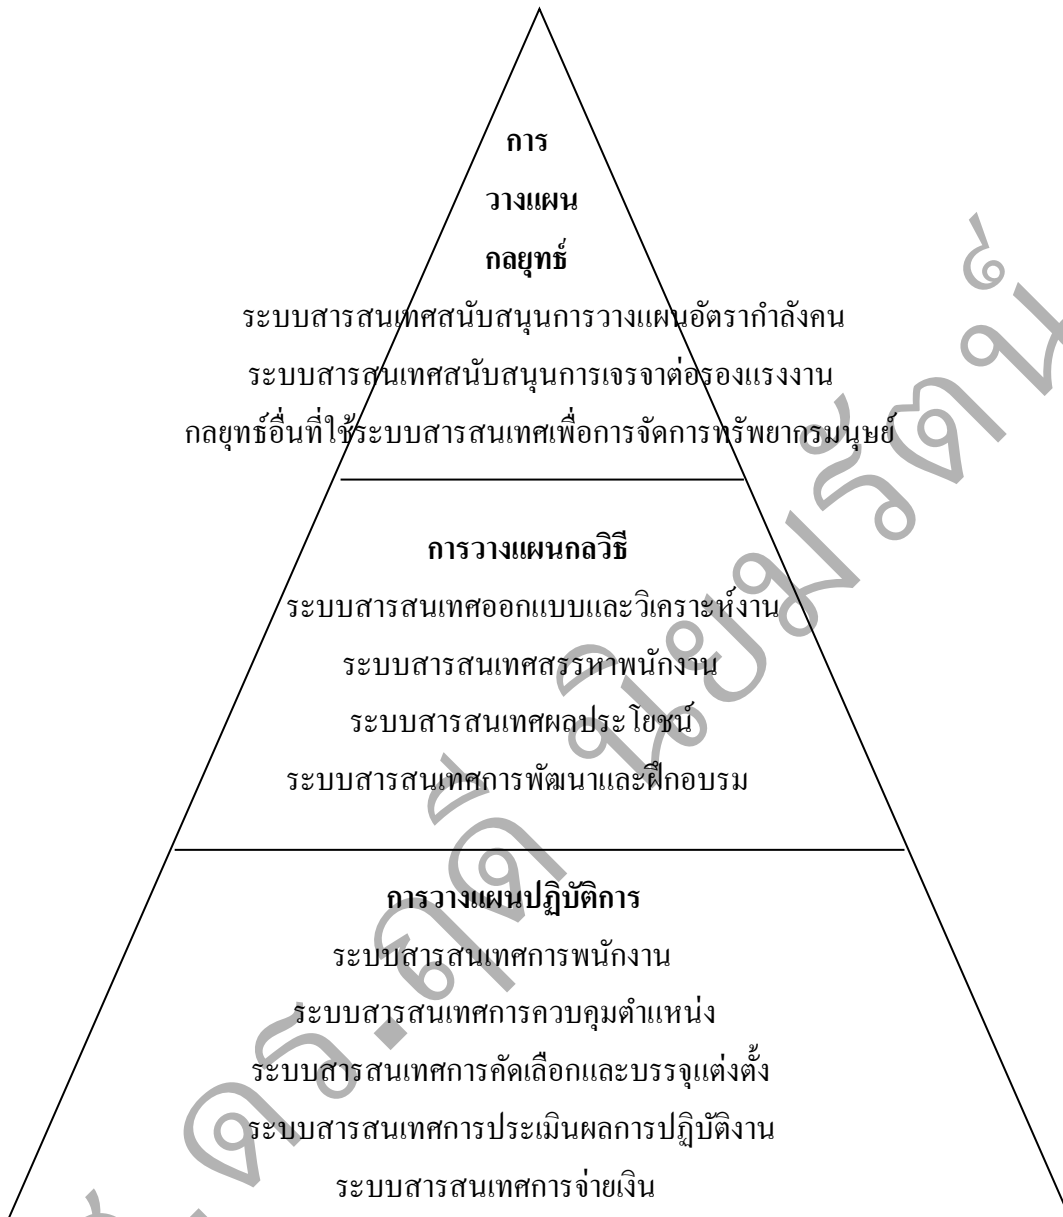 การ
วางแผน
กลยุทธ์
ระบบสารสนเทศสนับสนุนการวางแผนอัตรากำลังคน
ระบบสารสนเทศสนับสนุนการเจรจาต่อรองแรงงาน
กลยุทธ์อื่นที่ใช้ระบบสารสนเทศเพื่อการจัดการทรัพยากรมนุษย์
การวางแผนกลวิธี
ระบบสารสนเทศออกแบบและวิเคราะห์งาน
ระบบสารสนเทศสรรหาพนักงาน
ระบบสารสนเทศผลประโยชน์
ระบบสารสนเทศการพัฒนาและฝึกอบรม
การวางแผนปฏิบัติการ
ระบบสารสนเทศการพนักงาน
ระบบสารสนเทศการควบคุมตำแหน่ง
ระบบสารสนเทศการคัดเลือกและบรรจุแต่งตั้ง
ระบบสารสนเทศการประเมินผลการปฏิบัติงาน
ระบบสารสนเทศการจ่ายเงิน